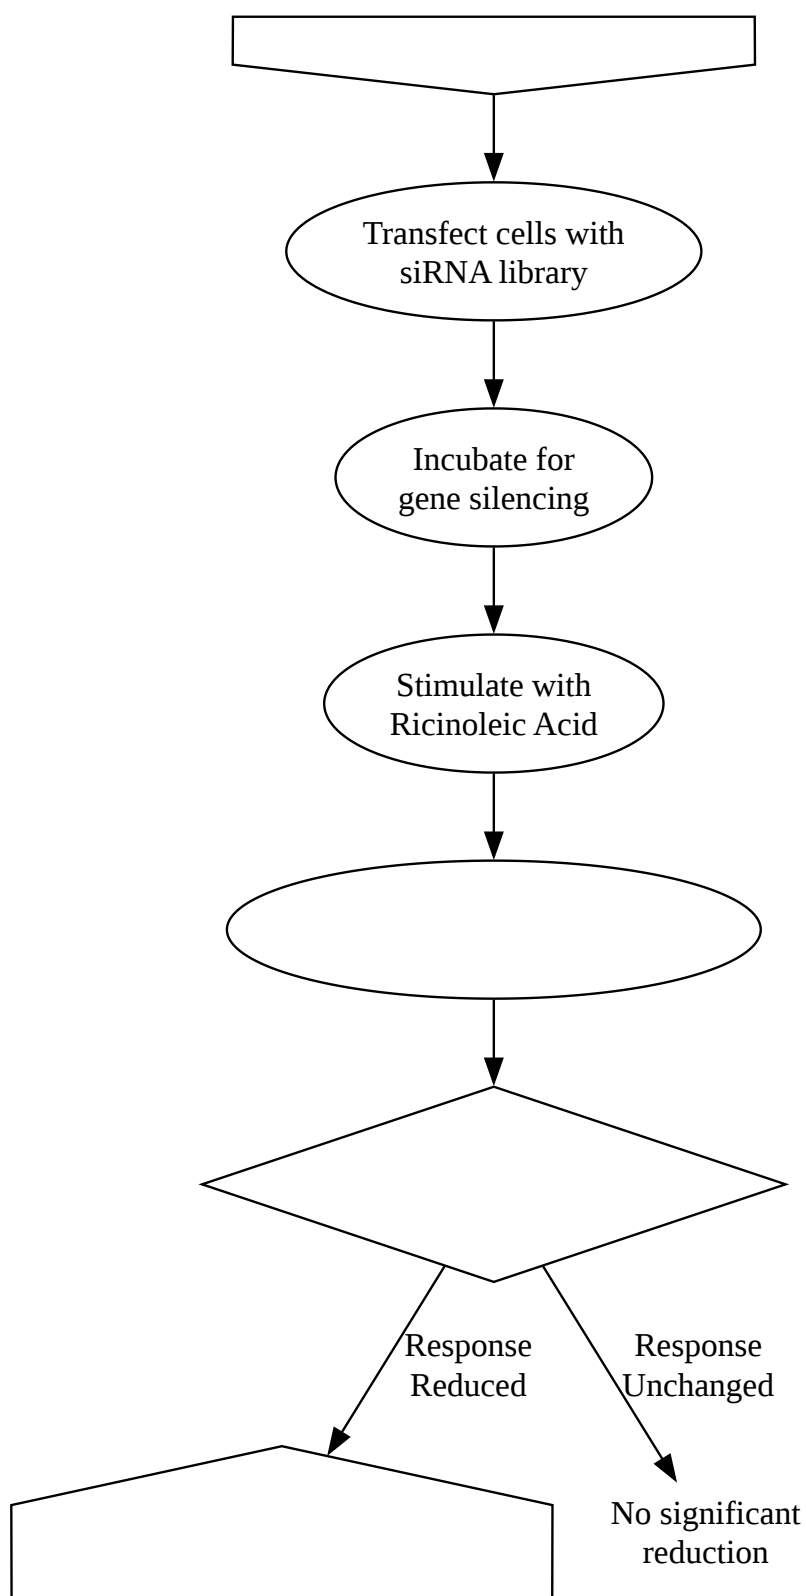 Transfect cells with
siRNA library
Incubate for
gene silencing
Stimulate with
Ricinoleic Acid
Response
Reduced
Response
Unchanged
No significant
reduction